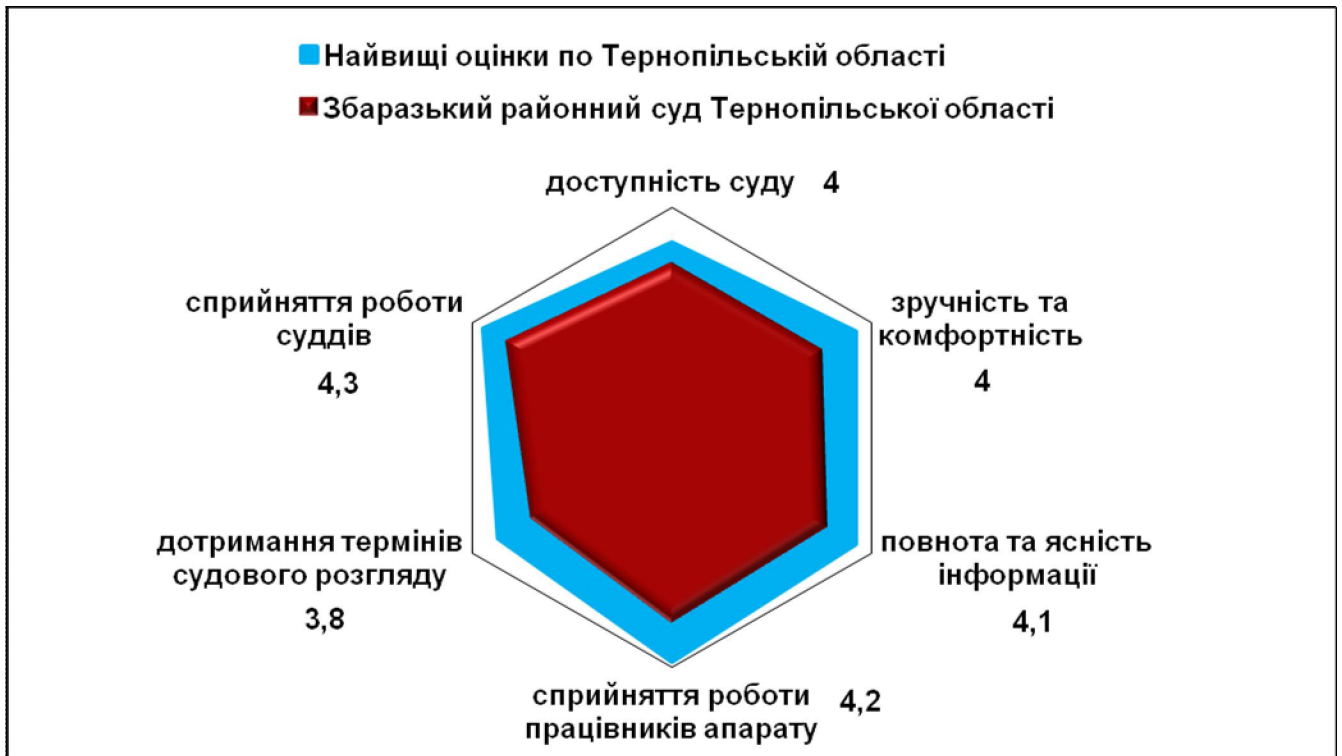 Найвищі оцінки по Тернопільській області
Збаразький районний суд Тернопільської області
доступність суду 4
сприйняття роботи
суддів
4,3
зручність та
комфортність
4
дотримання термінів
судового розгляду
3,8
повнота та ясність
інформації
4,1
сприйняття роботи
працівників апарату 4,2